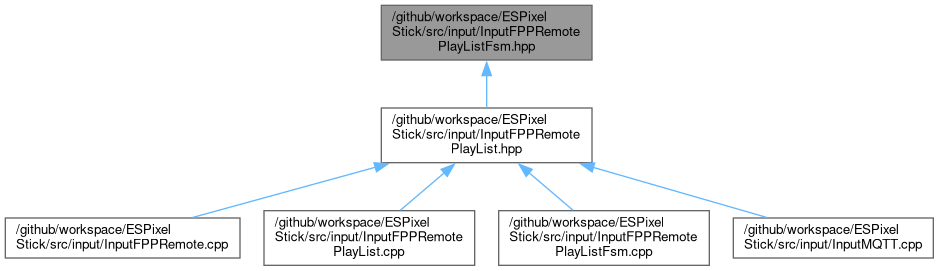 /github/workspace/ESPixel
Stick/src/input/InputFPPRemote
PlayListFsm.hpp
/github/workspace/ESPixel
Stick/src/input/InputFPPRemote
PlayList.hpp
/github/workspace/ESPixel
Stick/src/input/InputFPPRemote.cpp
/github/workspace/ESPixel
Stick/src/input/InputFPPRemote
PlayList.cpp
/github/workspace/ESPixel
Stick/src/input/InputFPPRemote
PlayListFsm.cpp
/github/workspace/ESPixel
Stick/src/input/InputMQTT.cpp